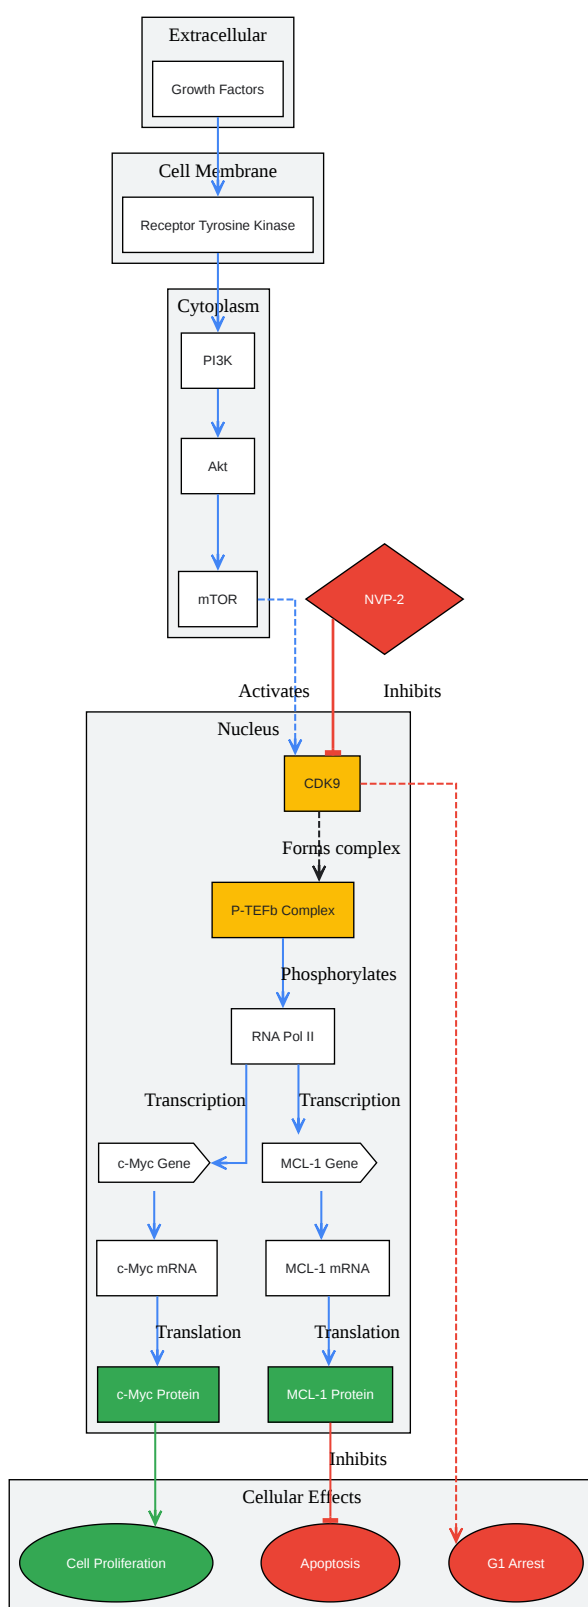 Extracellular
Growth Factors
Cell Membrane
Receptor Tyrosine Kinase
Cytoplasm
PI3K
Akt
mTOR
NVP-2
Activates
Inhibits
Nucleus
CDK9
Forms complex
P-TEFb Complex
Phosphorylates
RNA Pol II
Transcription
Transcription
c-Myc Gene
MCL-1 Gene
c-Myc mRNA
MCL-1 mRNA
Translation
Translation
c-Myc Protein
MCL-1 Protein
Inhibits
Cellular Effects
Cell Proliferation
Apoptosis
G1 Arrest